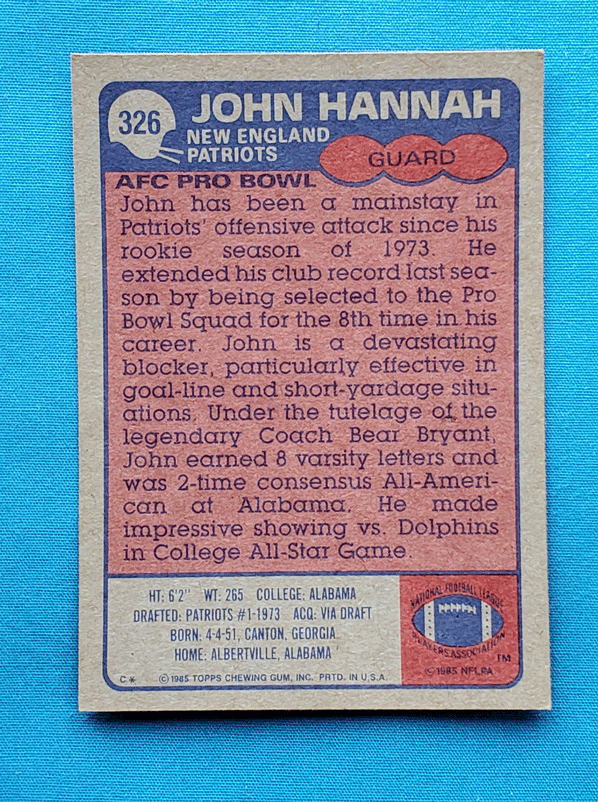 326
JOHN HANNAH
NEW ENGLAND
PATRIOTS
GUARD
AFC PRO BOWL
John has been a mainstay in
Patriots' offensive attack since his
rookie season of 1973. He
extended his club record last sea-
son by being selected to the Pro
Bowl Squad for the 8th time in his
career. John is a devastating
blocker, particularly effective in
goal-line and short-yardage situ-
ations. Under the tutelage of the
legendary Coach Bear Bryant,
John earned 8 varsity letters and
was 2-time consensus All-Ameri-
can at Alabama. He made
impressive showing vs. Dolphins
in College All-Star Game.
HT: 6'2" WT: 265 COLLEGE: ALABAMA
DRAFTED: PATRIOTS #1-1973 ACQ: VIA DRAFT
BORN: 4-4-51, CANTON, GEORGIA
HOME: ALBERTVILLE, ALABAMA
C* © 1985 TOPPS CHEWING GUM, INC. PRTD. IN U.S.A.
NATIONAL FOOTBALL LEAGUE
PLAYERS ASSOCIATION
TM
© 1985 NFLPA